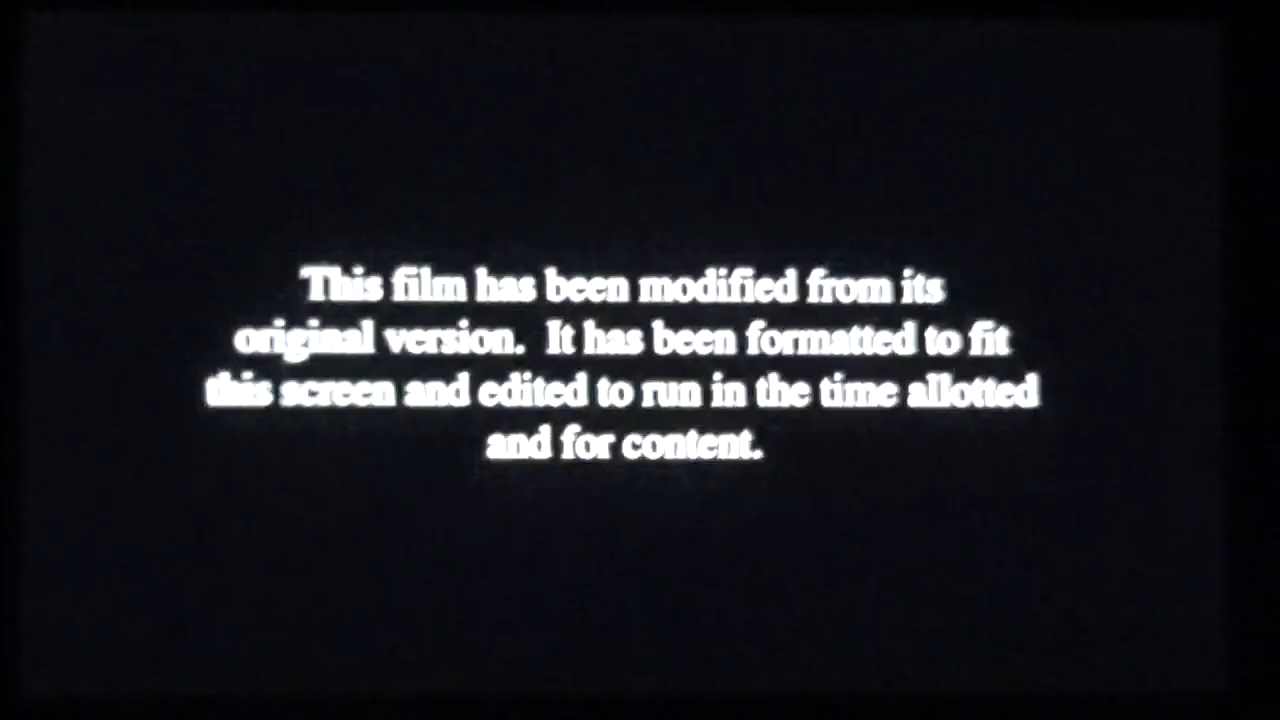 This film has been modified from its
original version.  It has been formatted to fit
this screen and edited to run in the time allotted
and for content.